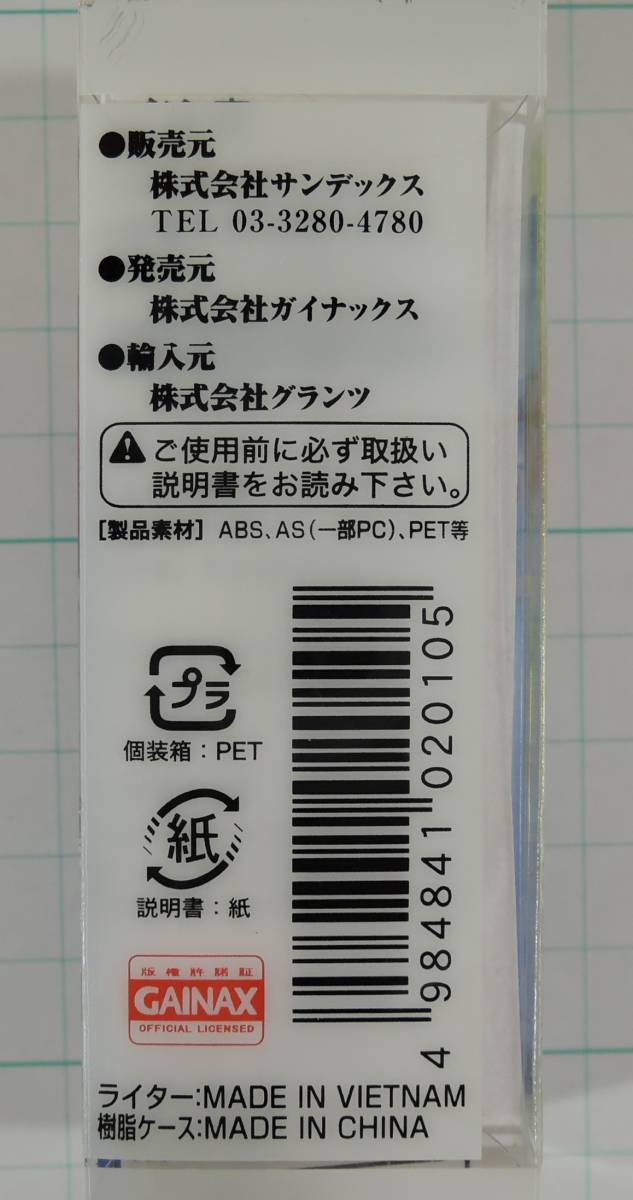 ●販売元
株式会社サンデックス
TEL 03-3280-4780
●発売元
株式会社ガイナックス
●輸入元
株式会社グランツ
ご使用前に必ず取扱い
説明書をお読み下さい。
[製品素材] ABS、AS(一部PC)、PET等
プラ
個装箱：PET
紙
説明書：紙
4 984841 020105
版権許諾証
GAINAX
OFFICIAL LICENSED
ライター:MADE IN VIETNAM
樹脂ケース:MADE IN CHINA